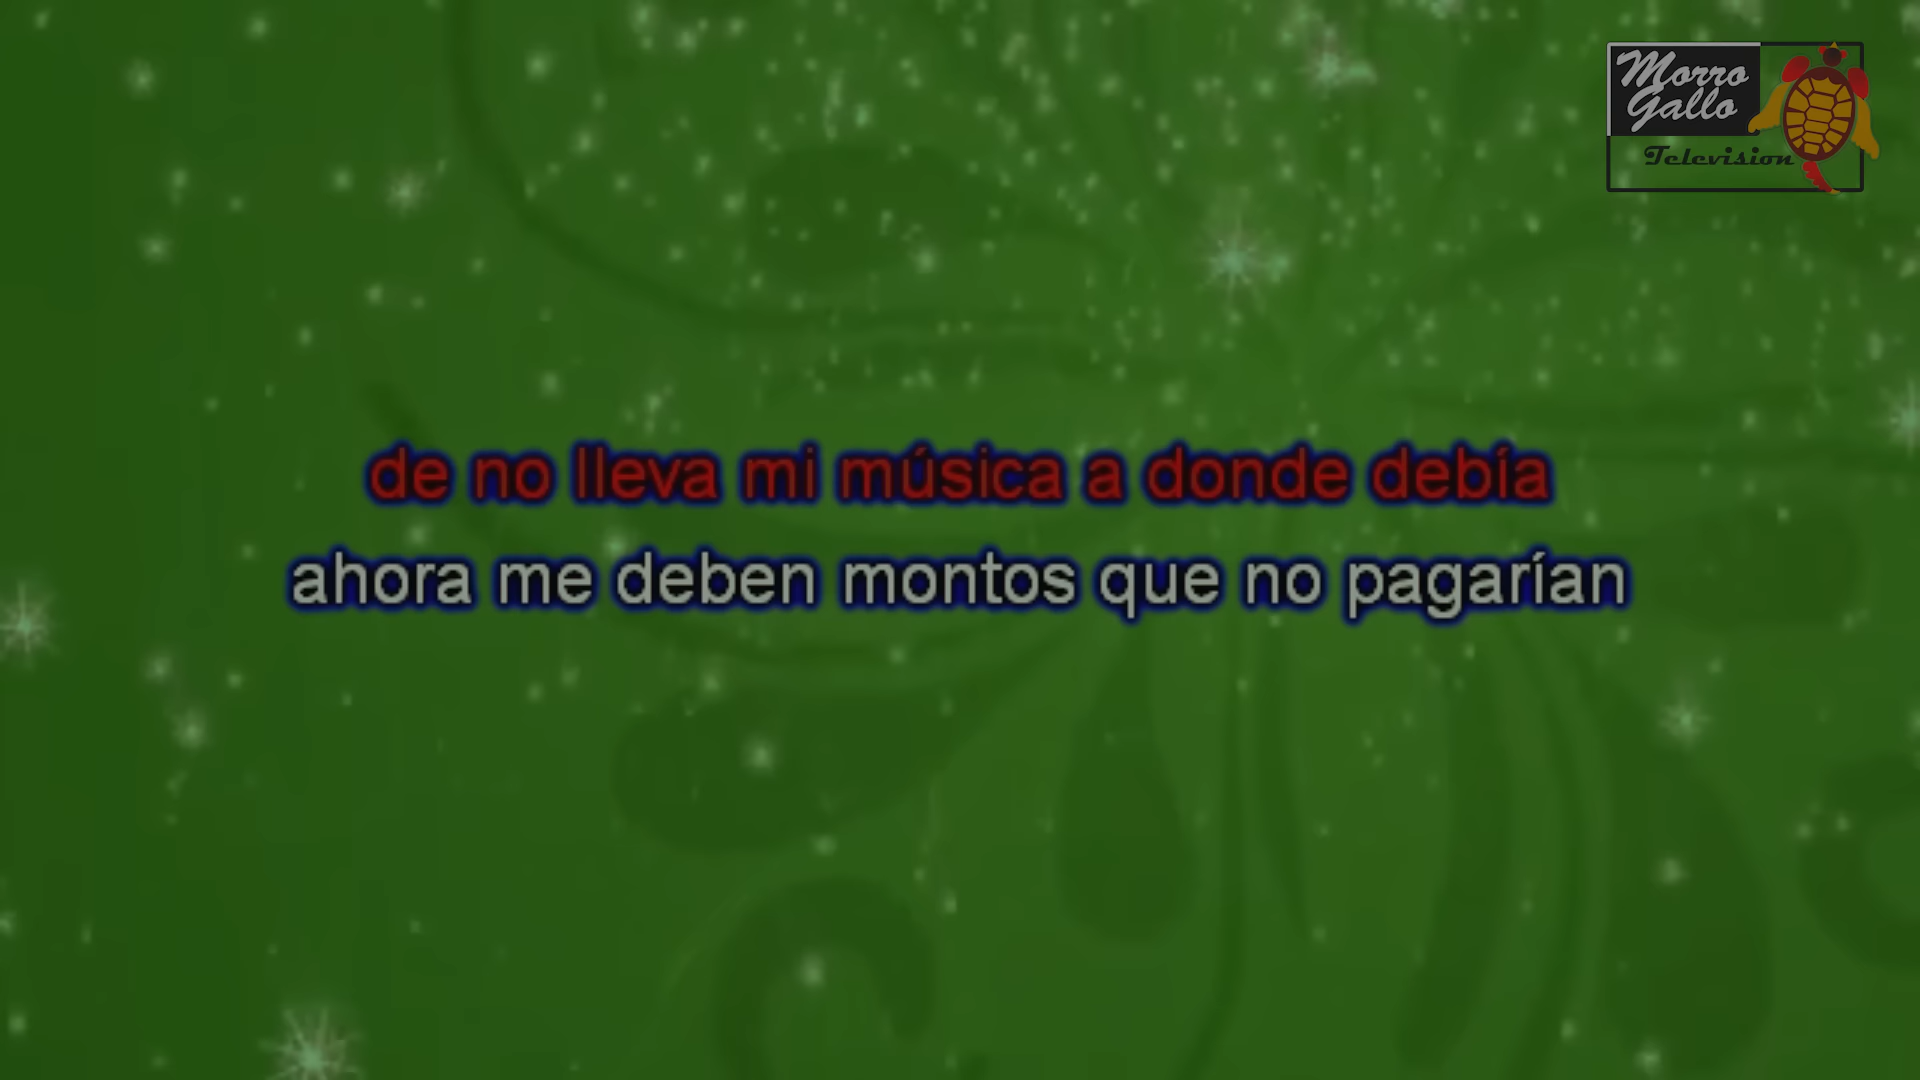 Morro
Gallo
Television
de no lleva mi música a donde debía
ahora me deben montos que no pagarían